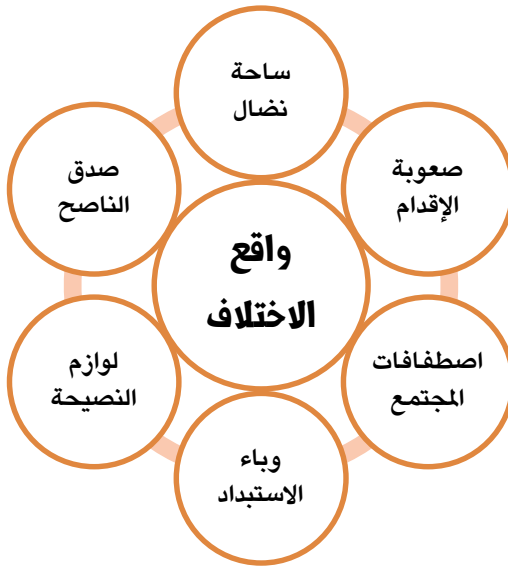 واقع
الاختلاف
ساحة
نضال
صعوبة
الإقدام
اصطفافات
المجتمع
وباء
الاستبداد
لوازم
النصيحة
صدق
الناصح